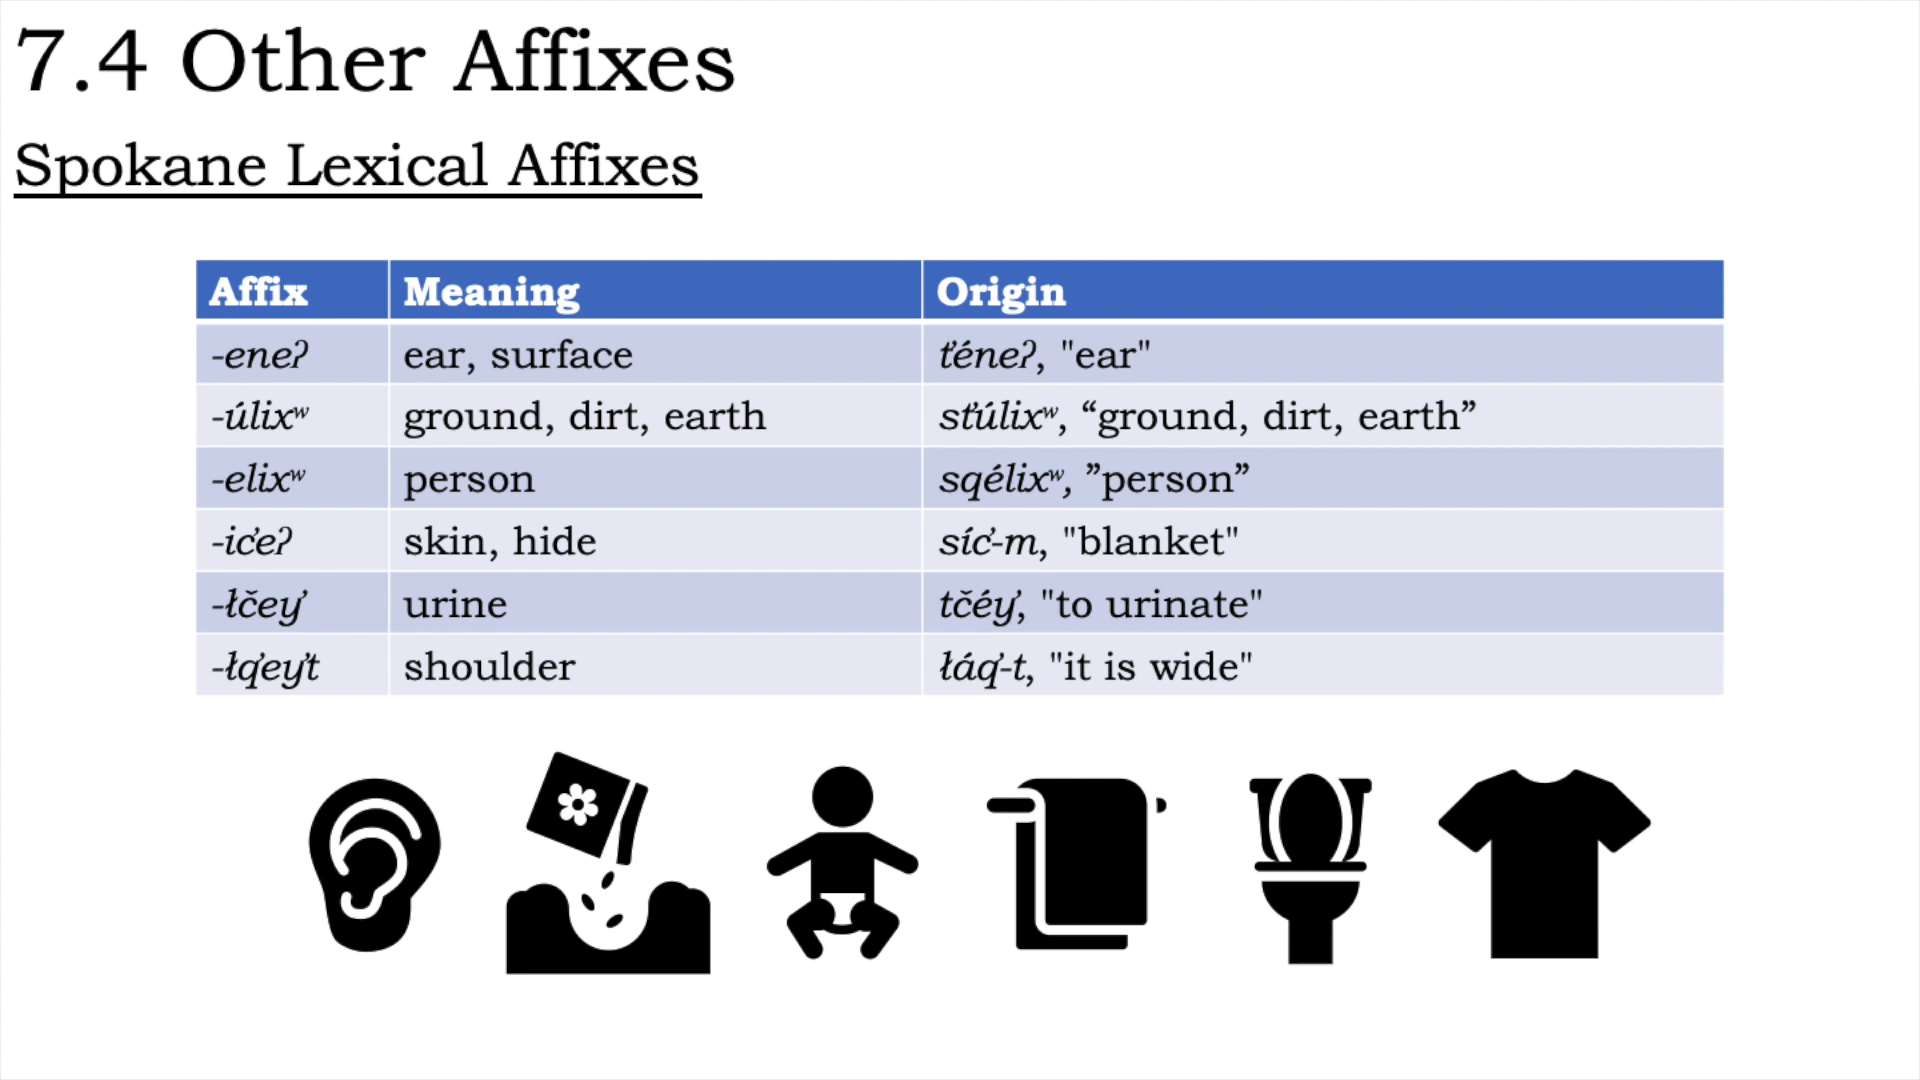 7.4 Other Affixes
Spokane Lexical Affixes
Affix Meaning Origin
-eneʔ ear, surface t̓éneʔ, "ear"
-úlixʷ ground, dirt, earth st̓úlixʷ, “ground, dirt, earth”
-elixʷ person sqélixʷ, ”person”
-ic̓eʔ skin, hide síc̓-m, "blanket"
-łčey̓ urine tčéy̓, "to urinate"
-łq̓ey̓t shoulder łáq̓-t, "it is wide"